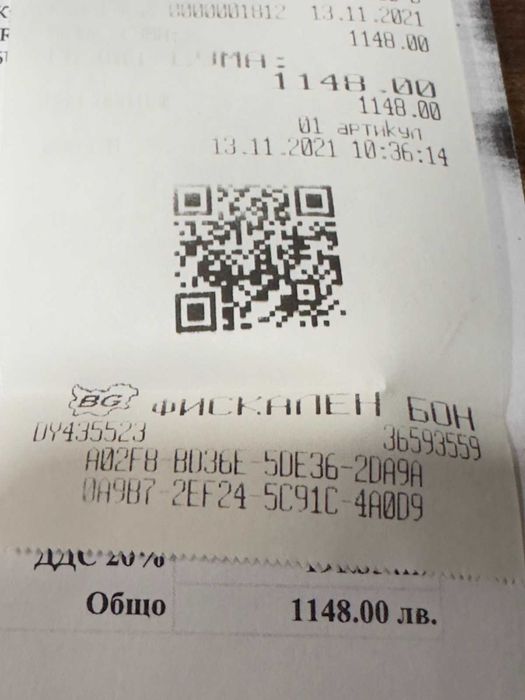 0000001812 13.11.2021
1148.00
СУМА:
1148.00
1148.00
01 артикул
13.11.2021 10:36:14
BG ФИСКАЛЕН БОН
DY435523 36593559
A02F8-BD36E-5DE36-2DA9A
0A9B7-2EF24-5C91C-4A0D9
ДДС 20%
Общо 1148.00 лв.